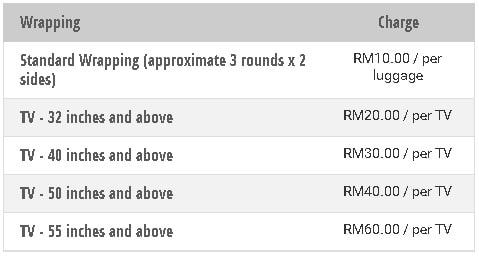 Wrapping Charge
Standard Wrapping (approximate 3 rounds x 2
sides)
RM10.00 / per
luggage
TV - 32 inches and above RM20.00 / per TV
TV - 40 inches and above RM30.00 / per TV
TV - 50 inches and above RM40.00 / per TV
TV - 55 inches and above RM60.00 / per TV